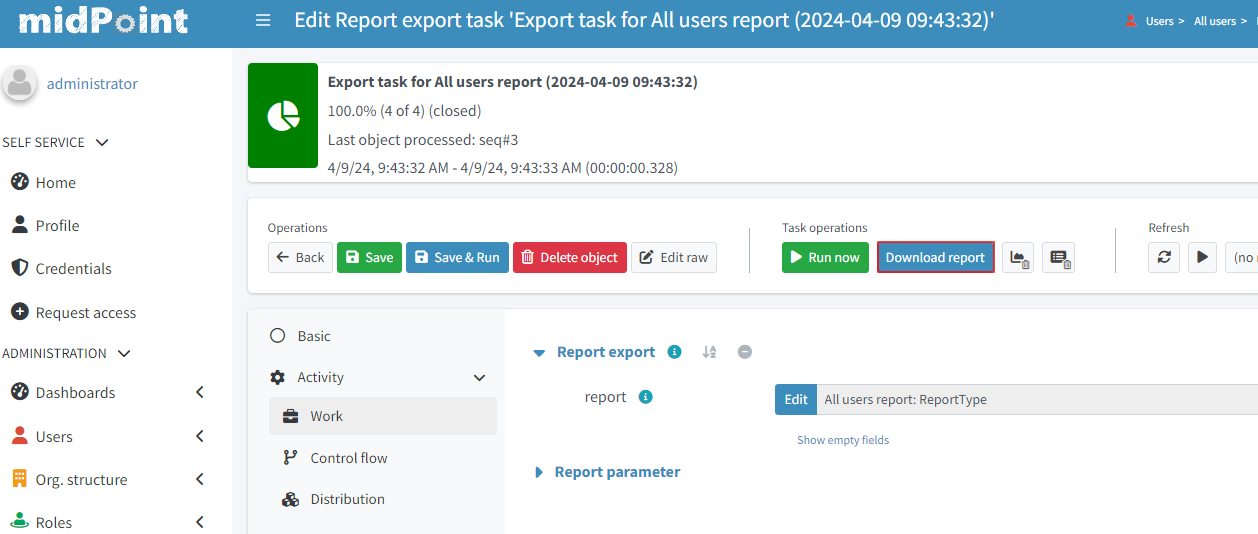 midPoint
Edit Report export task 'Export task for All users report (2024-04-09 09:43:32)'
Users >
All users >
administrator
SELF SERVICE
Home
Profile
Credentials
Request access
ADMINISTRATION
Dashboards
Users
Org. structure
Roles
Export task for All users report (2024-04-09 09:43:32)
100.0% (4 of 4) (closed)
Last object processed: seq#3
4/9/24, 9:43:32 AM - 4/9/24, 9:43:33 AM (00:00:00.328)
Operations
Back
Save
Save & Run
Delete object
Edit raw
Task operations
Run now
Download report
Refresh
(no
Basic
Activity
Work
Control flow
Distribution
Report export
report
Edit
All users report: ReportType
Show empty fields
Report parameter